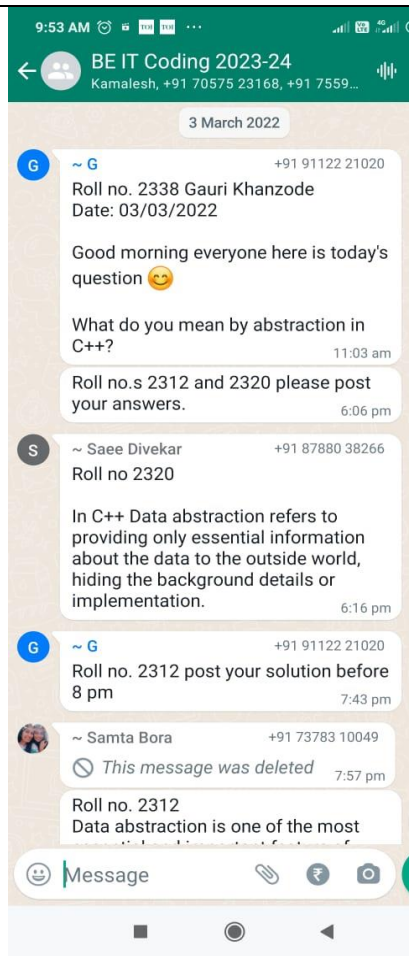 9:53 AM
TOI TOI ...
Vo
LTE
4G
BE IT Coding 2023-24
Kamalesh, +91 70575 23168, +91 7559...
3 March 2022
G
~ G +91 91122 21020
Roll no. 2338 Gauri Khanzode
Date: 03/03/2022
Good morning everyone here is today's
question 😊
What do you mean by abstraction in
C++?
11:03 am
Roll no.s 2312 and 2320 please post
your answers.
6:06 pm
S
~ Saee Divekar +91 87880 38266
Roll no 2320
In C++ Data abstraction refers to
providing only essential information
about the data to the outside world,
hiding the background details or
implementation.
6:16 pm
G
~ G +91 91122 21020
Roll no. 2312 post your solution before
8 pm
7:43 pm
~ Samta Bora +91 73783 10049
This message was deleted 7:57 pm
Roll no. 2312
Data abstraction is one of the most
Message
₹